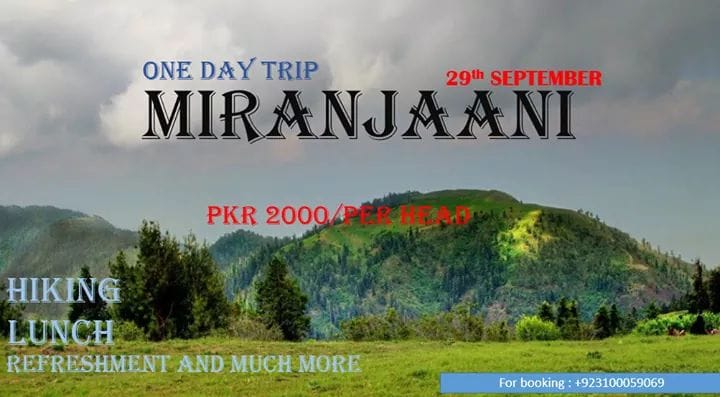 ONE DAY TRIP
29th SEPTEMBER
MIRANJAANI
PKR 2000/PER HEAD
HIKING
LUNCH
REFRESHMENT AND MUCH MORE
For booking : +923100059069